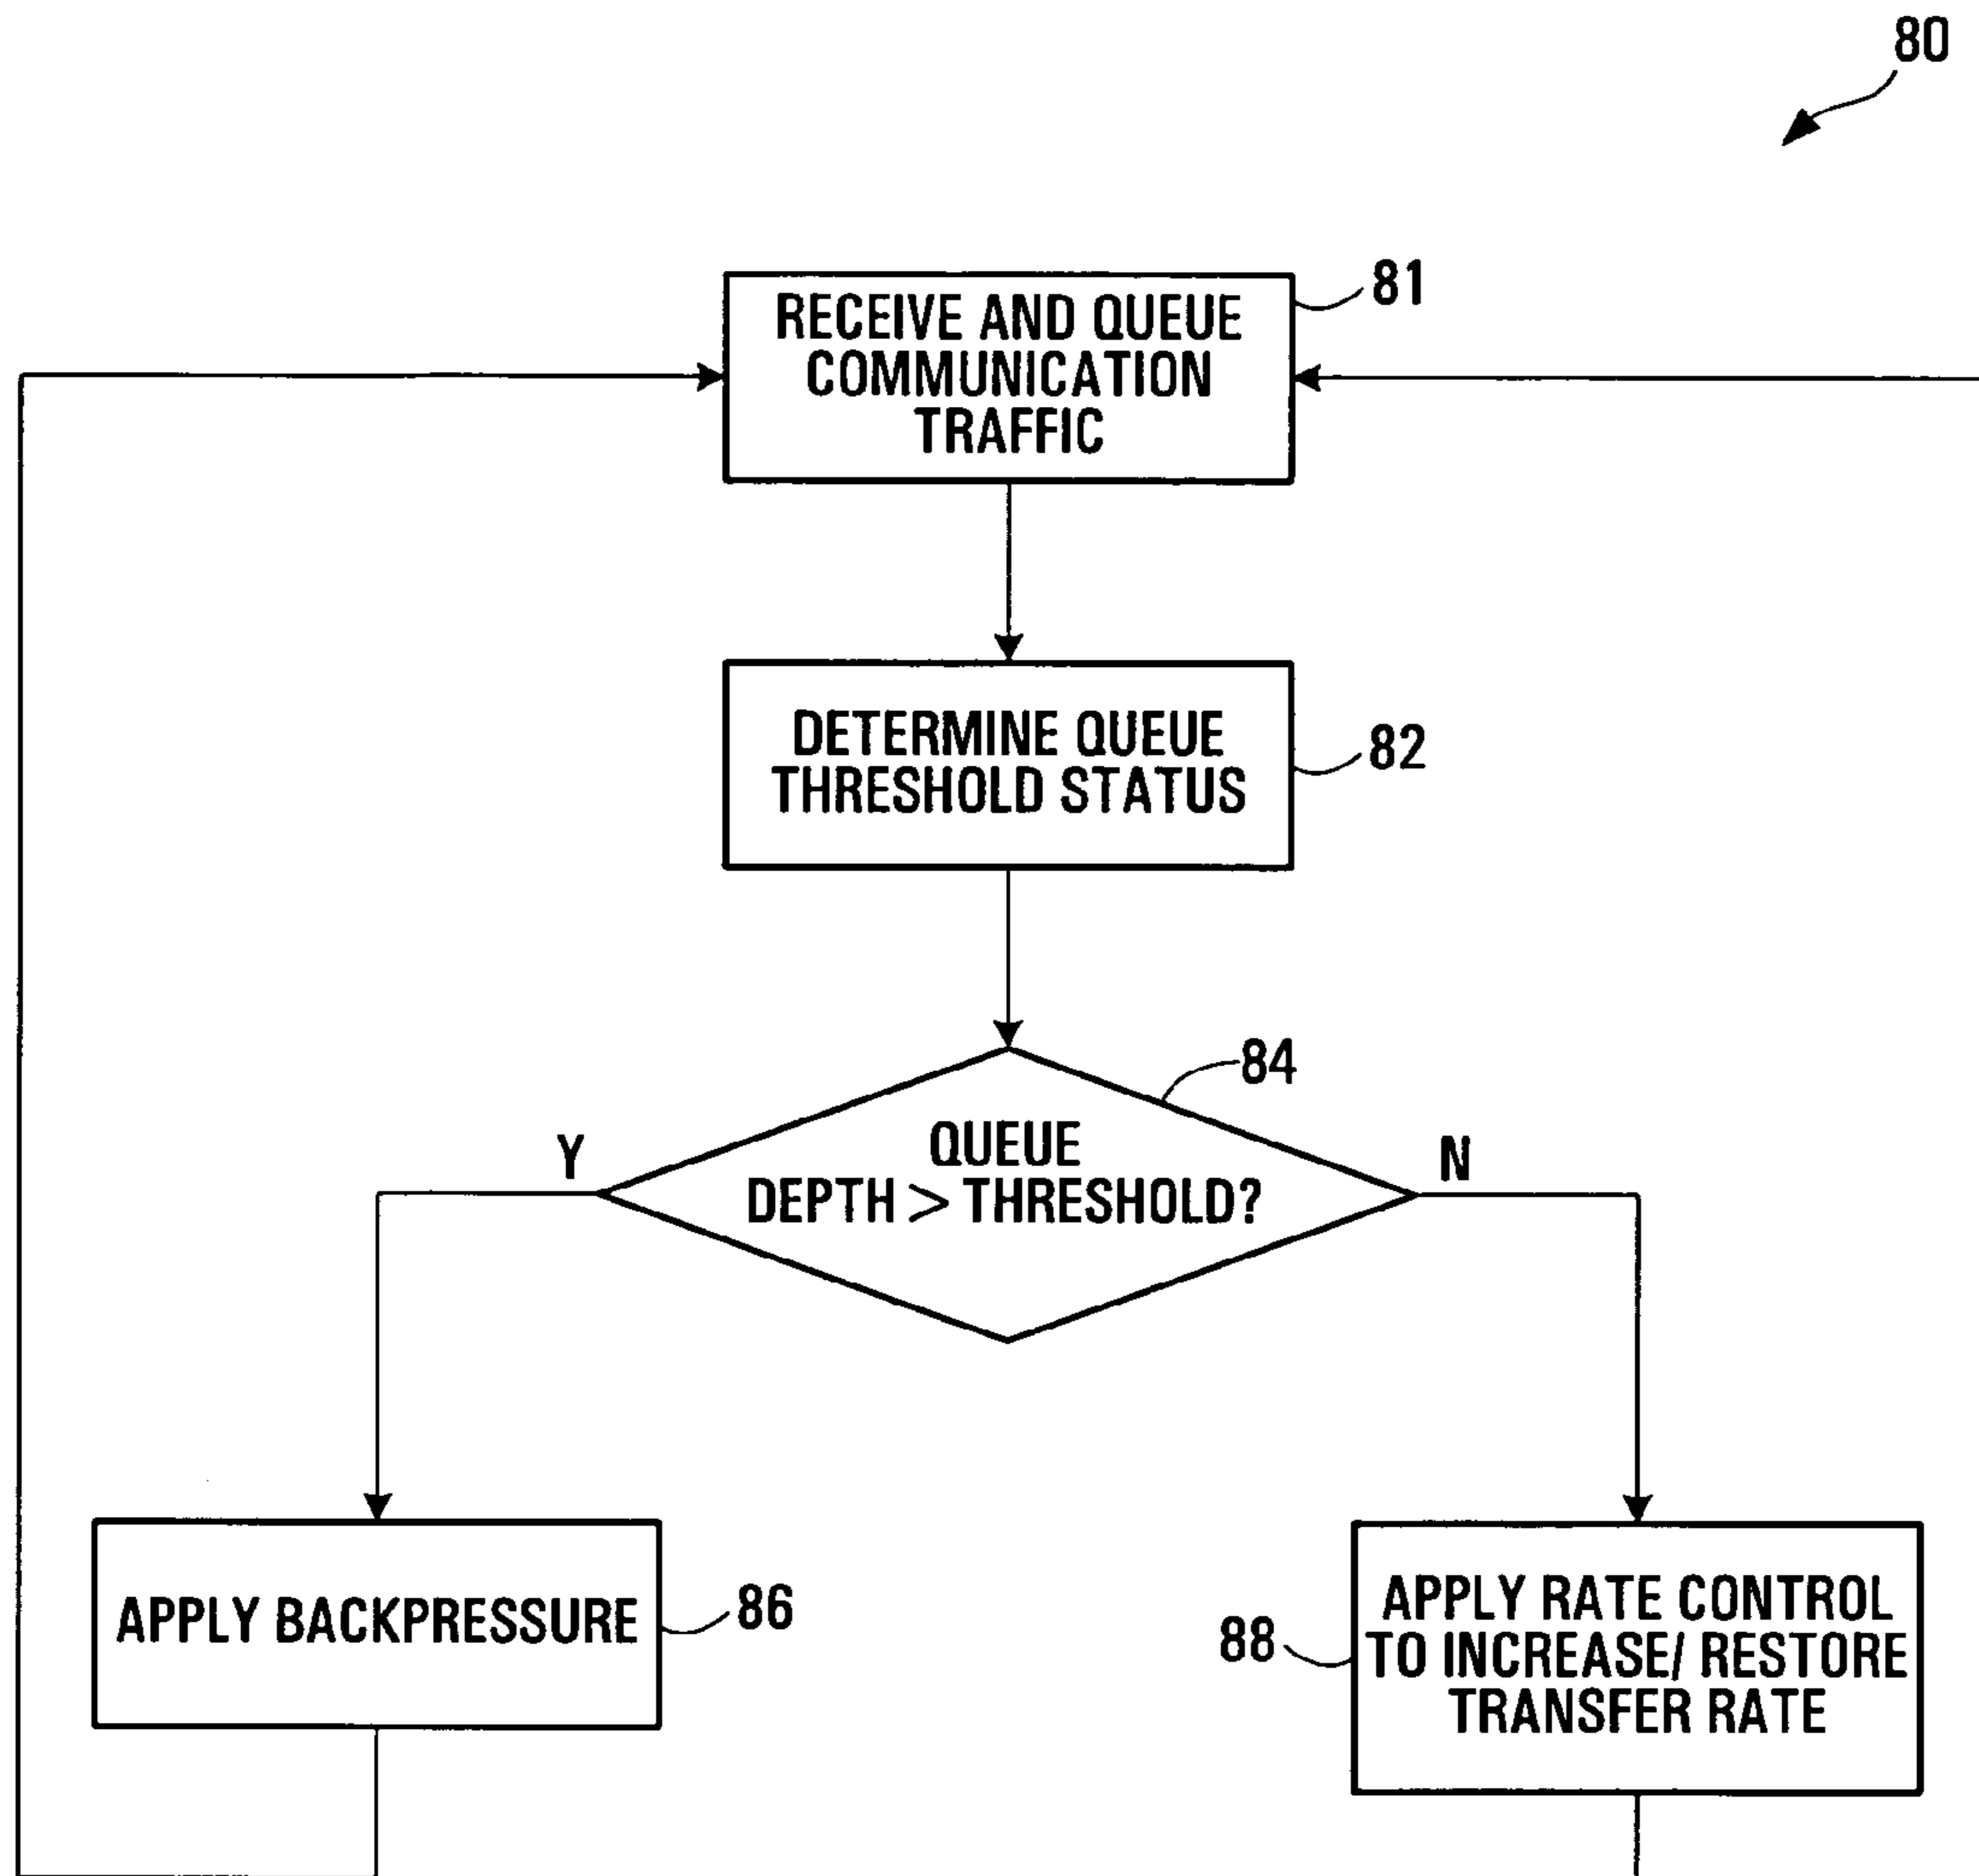 80
RECEIVE AND QUEUE
COMMUNICATION
TRAFFIC
81
DETERMINE QUEUE
THRESHOLD STATUS
82
84
QUEUE
DEPTH > THRESHOLD?
Y
N
APPLY BACKPRESSURE
86
88
APPLY RATE CONTROL
TO INCREASE/ RESTORE
TRANSFER RATE